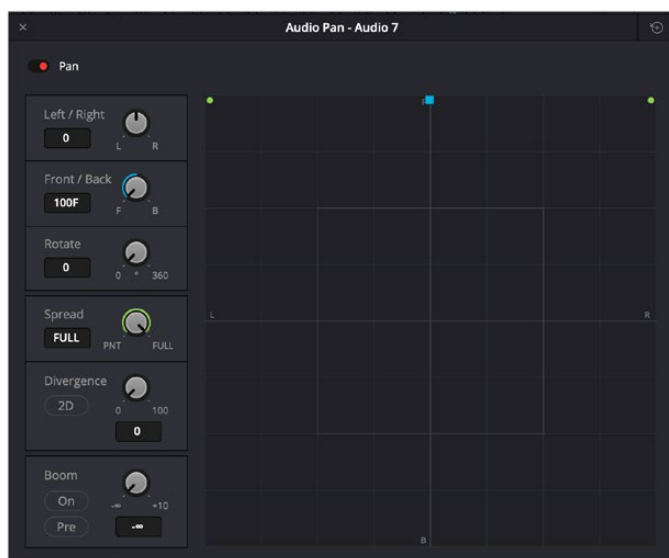 Audio Pan - Audio 7
Pan
Left / Right
0
L R
Front / Back
100F
F B
Rotate
0
0 ° 360
Spread
FULL
PNT FULL
Divergence
2D
0 100
0
Boom
On
-∞ +10
Pre
-∞
F
L R
B